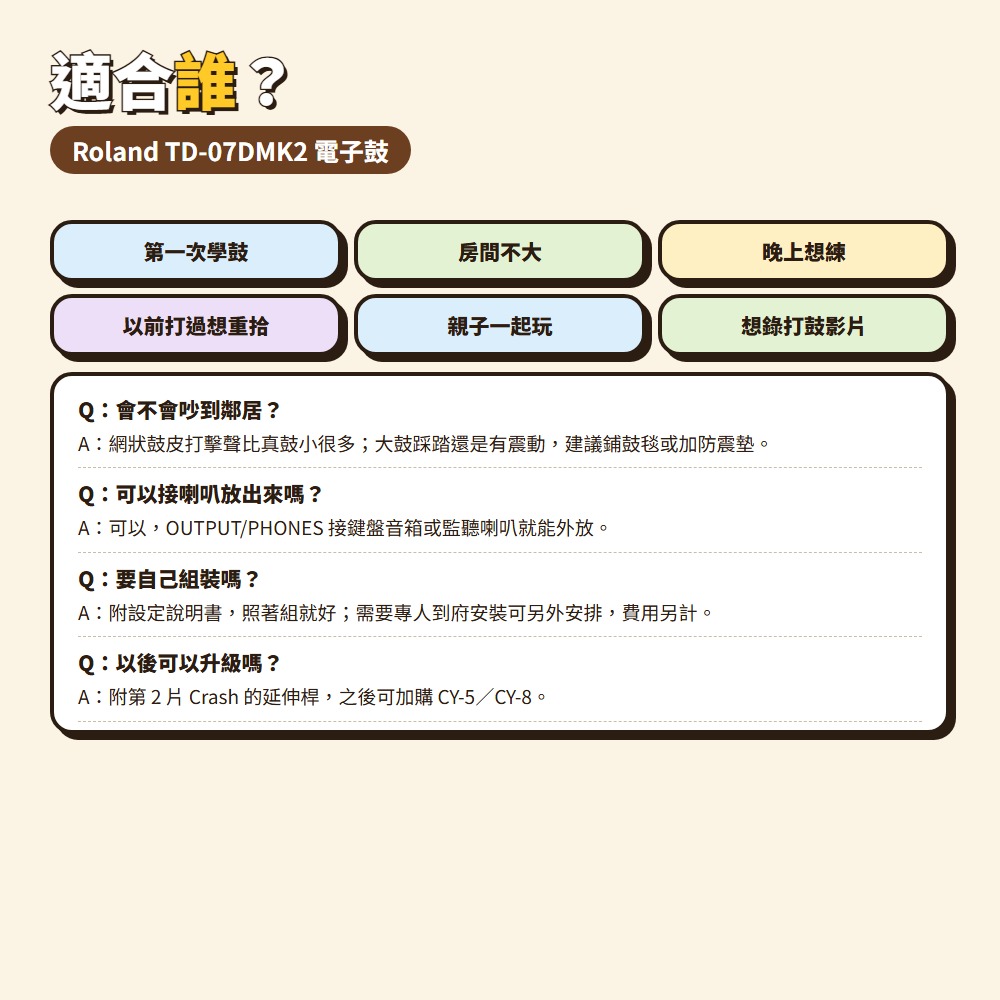 適合誰？
Roland TD-07DMK2 電子鼓
第一次學鼓
房間不大
晚上想練
以前打過想重拾
親子一起玩
想錄打鼓影片
Q：會不會吵到鄰居？
A：網狀鼓皮打擊聲比真鼓小很多；大鼓踩踏還是有震動，建議鋪鼓毯或加防震墊。
Q：可以接喇叭放出來嗎？
A：可以，OUTPUT/PHONES 接鍵盤音箱或監聽喇叭就能外放。
Q：要自己組裝嗎？
A：附設定說明書，照著組就好；需要專人到府安裝可另外安排，費用另計。
Q：以後可以升級嗎？
A：附第 2 片 Crash 的延伸桿，之後可加購 CY-5／CY-8。